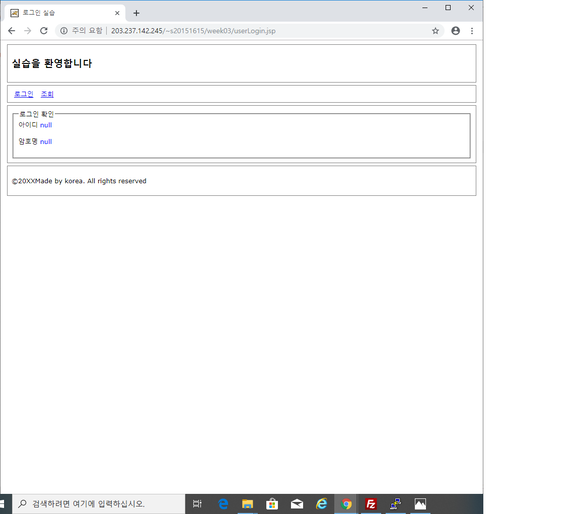 로그인 실습
주의 요함 203.237.142.245/~s20151615/week03/userLogin.jsp
실습을 환영합니다
로그인 조회
로그인 확인
아이디 null
암호명 null
©20XXMade by korea. All rights reserved
검색하려면 여기에 입력하십시오.